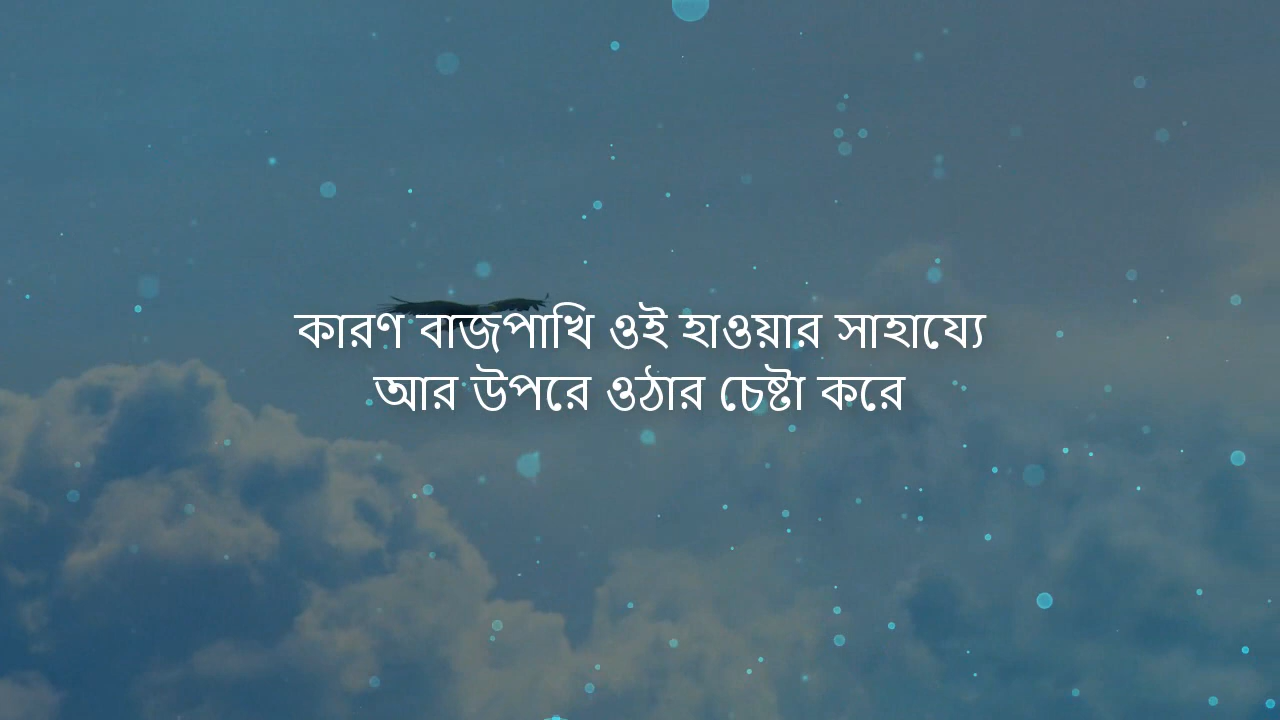 কারণ বাজপাখি ওই হাওয়ার সাহায্যে
আর উপরে ওঠার চেষ্টা করে